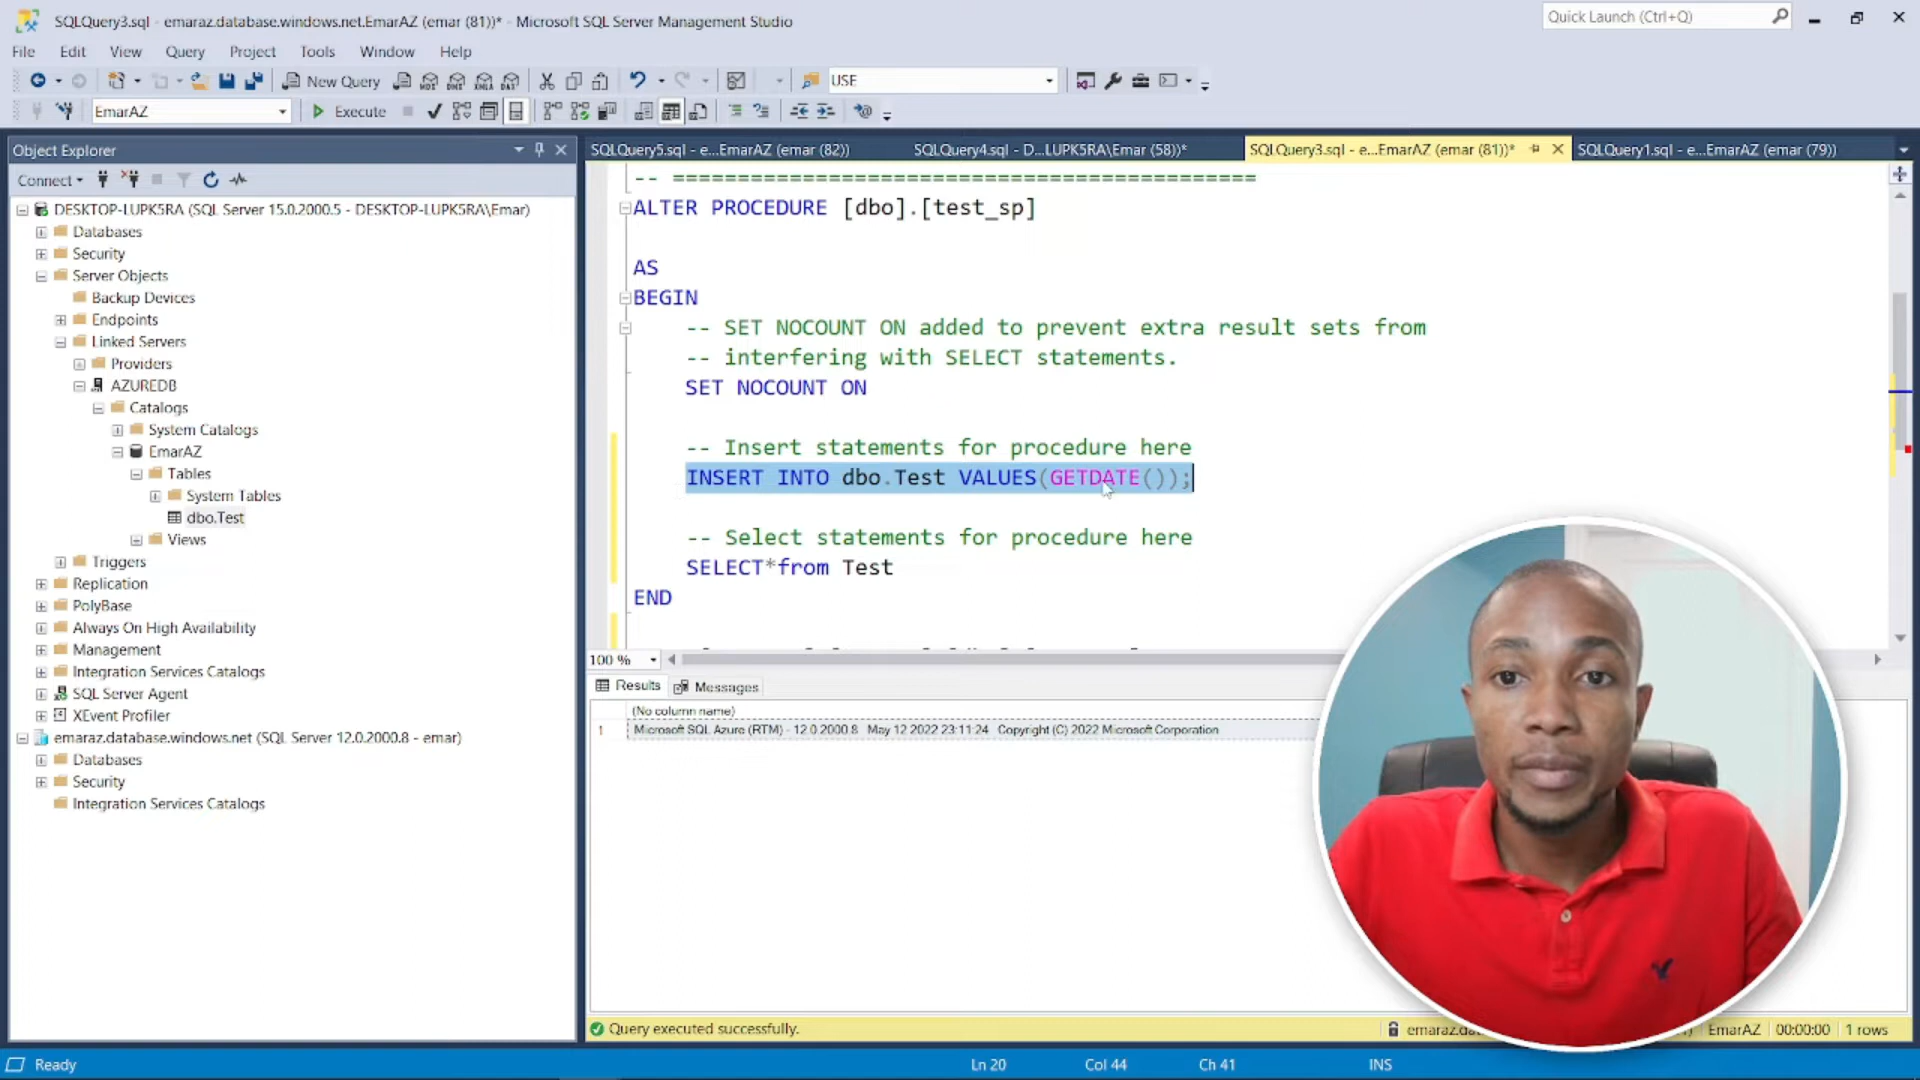 SQLQuery3.sql - emaraz.database.windows.net.EmarAZ (emar (81))* - Microsoft SQL Server Management Studio
Quick Launch (Ctrl+Q)
File Edit View Query Project Tools Window Help
New Query
USE
EmarAZ
Execute
Object Explorer
Connect
DESKTOP-LUPK5RA (SQL Server 15.0.2000.5 - DESKTOP-LUPK5RA\Emar)
Databases
Security
Server Objects
Backup Devices
Endpoints
Linked Servers
Providers
AZUREDB
Catalogs
System Catalogs
EmarAZ
Tables
System Tables
dbo.Test
Views
Triggers
Replication
PolyBase
Always On High Availability
Management
Integration Services Catalogs
SQL Server Agent
XEvent Profiler
emaraz.database.windows.net (SQL Server 12.0.2000.8 - emar)
Databases
Security
Integration Services Catalogs
SQLQuery5.sql - e...EmarAZ (emar (82)) SQLQuery4.sql - D...LUPK5RA\Emar (58))* SQLQuery3.sql - e...EmarAZ (emar (81))* SQLQuery1.sql - e...EmarAZ (emar (79))
-- =============================================
ALTER PROCEDURE [dbo].[test_sp]
AS
BEGIN
-- SET NOCOUNT ON added to prevent extra result sets from
-- interfering with SELECT statements.
SET NOCOUNT ON
-- Insert statements for procedure here
INSERT INTO dbo.Test VALUES(GETDATE());
-- Select statements for procedure here
SELECT*from Test
END
100 %
Results Messages
(No column name)
1 Microsoft SQL Azure (RTM) - 12.0.2000.8 May 12 2022 23:11:24 Copyright (C) 2022 Microsoft Corporation
Query executed successfully.
EmarAZ 00:00:00 1 rows
Ready
Ln 20 Col 44 Ch 41 INS